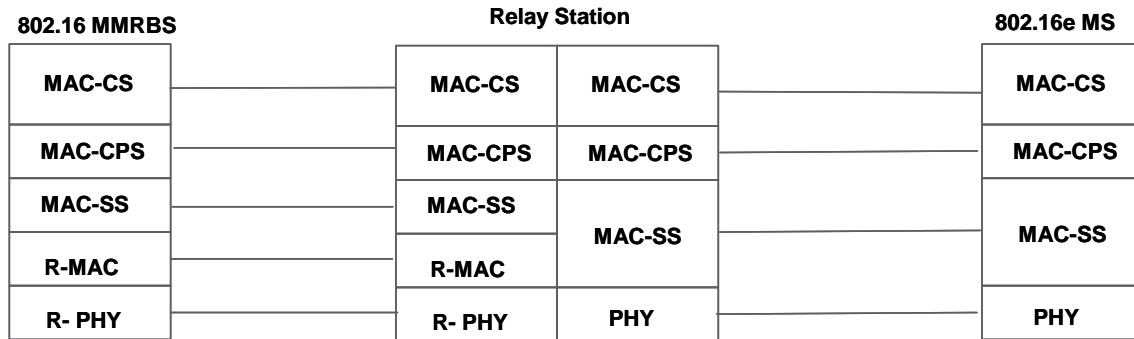 802.16 MMRBS
Relay Station
802.16e MS
MAC-CS
MAC-CS
MAC-CS
MAC-CS
MAC-CPS
MAC-CPS
MAC-CPS
MAC-CPS
MAC-SS
MAC-SS
MAC-SS
MAC-SS
R-MAC
R-MAC
R- PHY
R- PHY
PHY
PHY